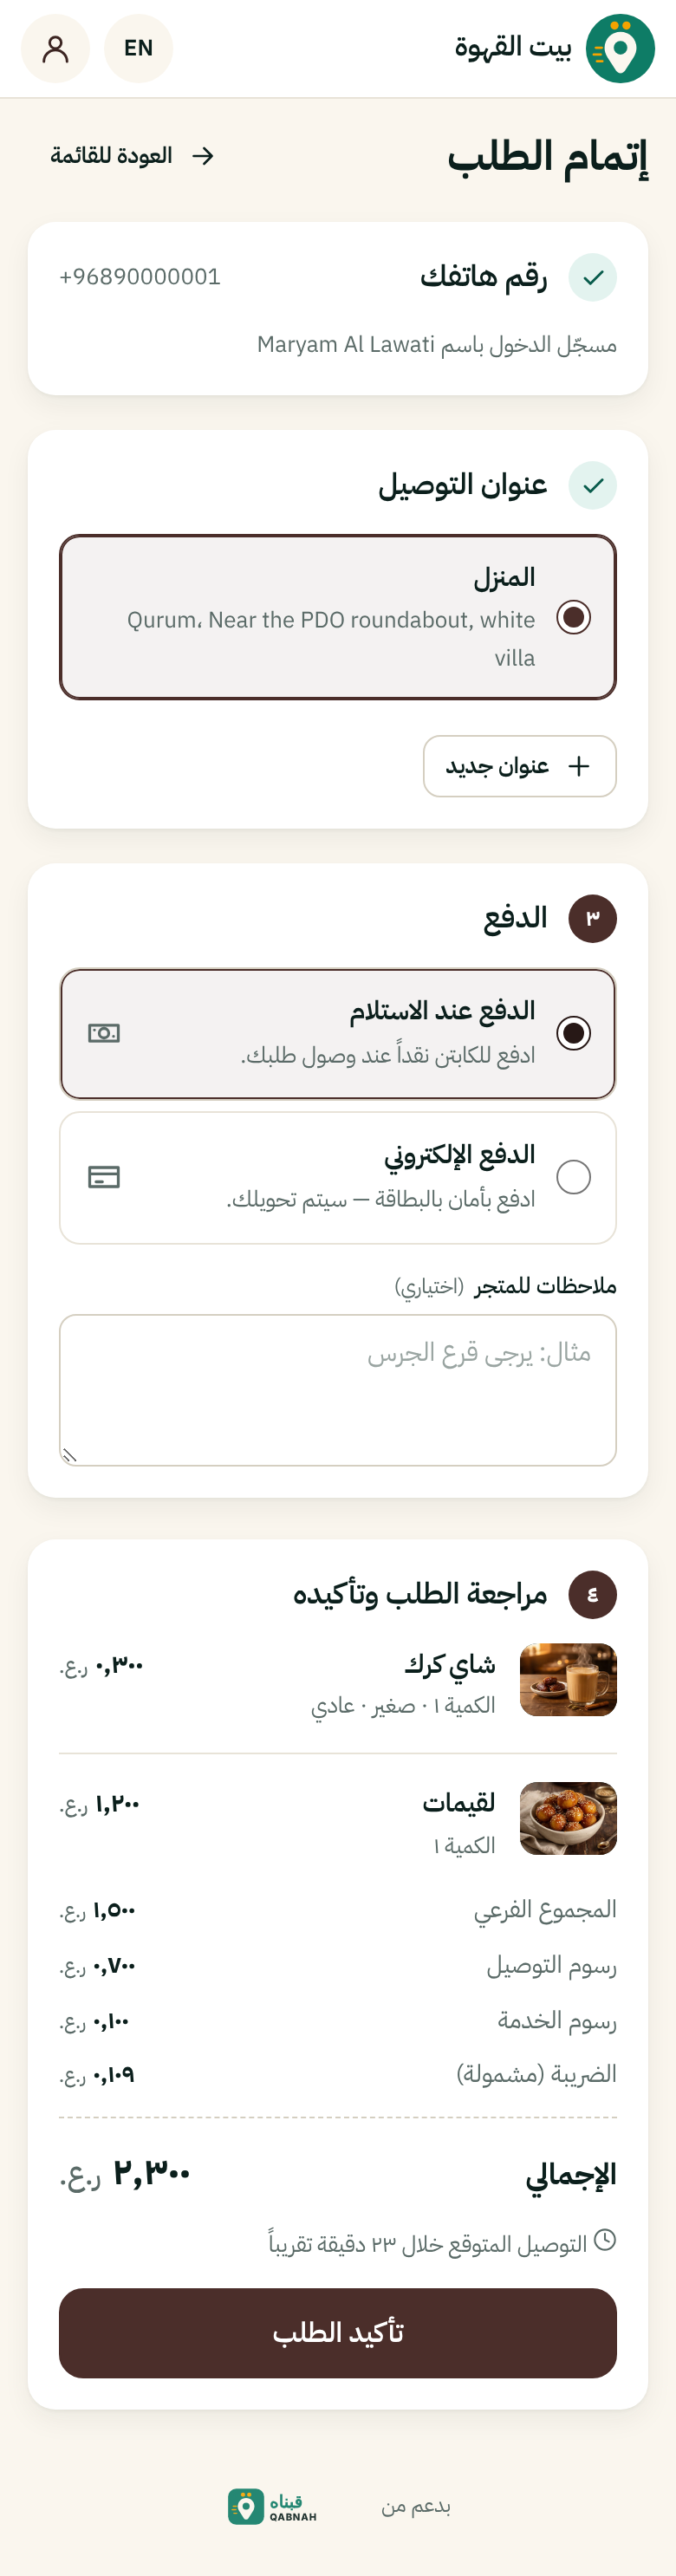 بيت القهوة
EN
إتمام الطلب
العودة للقائمة
رقم هاتفك
+96890000001
مسجّل الدخول باسم Maryam Al Lawati
عنوان التوصيل
المنزل
Qurum، Near the PDO roundabout, white
villa
عنوان جديد
٣ الدفع
الدفع عند الاستلام
ادفع للكابتن نقداً عند وصول طلبك.
الدفع الإلكتروني
ادفع بأمان بالبطاقة — سيتم تحويلك.
ملاحظات للمتجر (اختياري)
مثال: يرجى قرع الجرس
٤ مراجعة الطلب وتأكيده
شاي كرك ٠,٣٠٠ ر.ع.
الكمية ١ · صغير · عادي
لقيمات ١,٢٠٠ ر.ع.
الكمية ١
المجموع الفرعي ١,٥٠٠ ر.ع.
رسوم التوصيل ٠,٧٠٠ ر.ع.
رسوم الخدمة ٠,١٠٠ ر.ع.
الضريبة (مشمولة) ٠,١٠٩ ر.ع.
الإجمالي ٢,٣٠٠ ر.ع.
التوصيل المتوقع خلال ٢٣ دقيقة تقريباً
تأكيد الطلب
بدعم من
قبناه
QABNAH